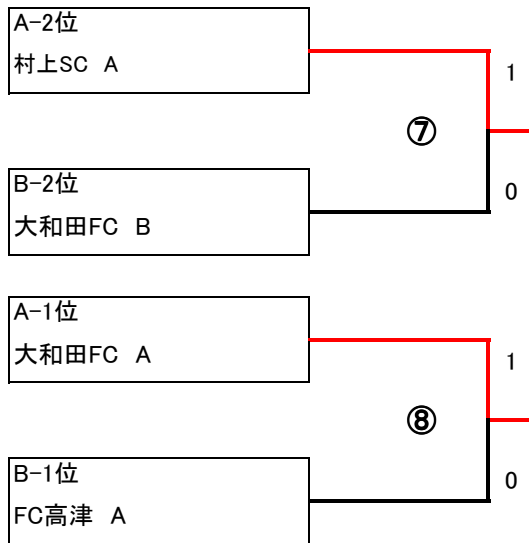 A-2位
村上SC A
1
⑦
B-2位
0
大和田FC B
A-1位
大和田FC A
1
⑧
B-1位
0
FC高津 A